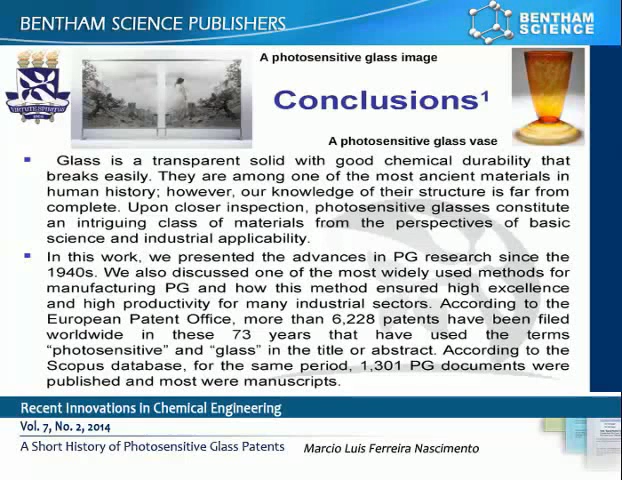 BENTHAM SCIENCE PUBLISHERS
BENTHAM
SCIENCE
A photosensitive glass image
Conclusions¹
A photosensitive glass vase
Glass is a transparent solid with good chemical durability that
breaks easily. They are among one of the most ancient materials in
human history; however, our knowledge of their structure is far from
complete. Upon closer inspection, photosensitive glasses constitute
an intriguing class of materials from the perspectives of basic
science and industrial applicability.
In this work, we presented the advances in PG research since the
1940s. We also discussed one of the most widely used methods for
manufacturing PG and how this method ensured high excellence
and high productivity for many industrial sectors. According to the
European Patent Office, more than 6,228 patents have been filed
worldwide in these 73 years that have used the terms
“photosensitive” and “glass” in the title or abstract. According to the
Scopus database, for the same period, 1,301 PG documents were
published and most were manuscripts.
Recent Innovations in Chemical Engineering
Vol. 7, No. 2, 2014
A Short History of Photosensitive Glass Patents
Marcio Luis Ferreira Nascimento